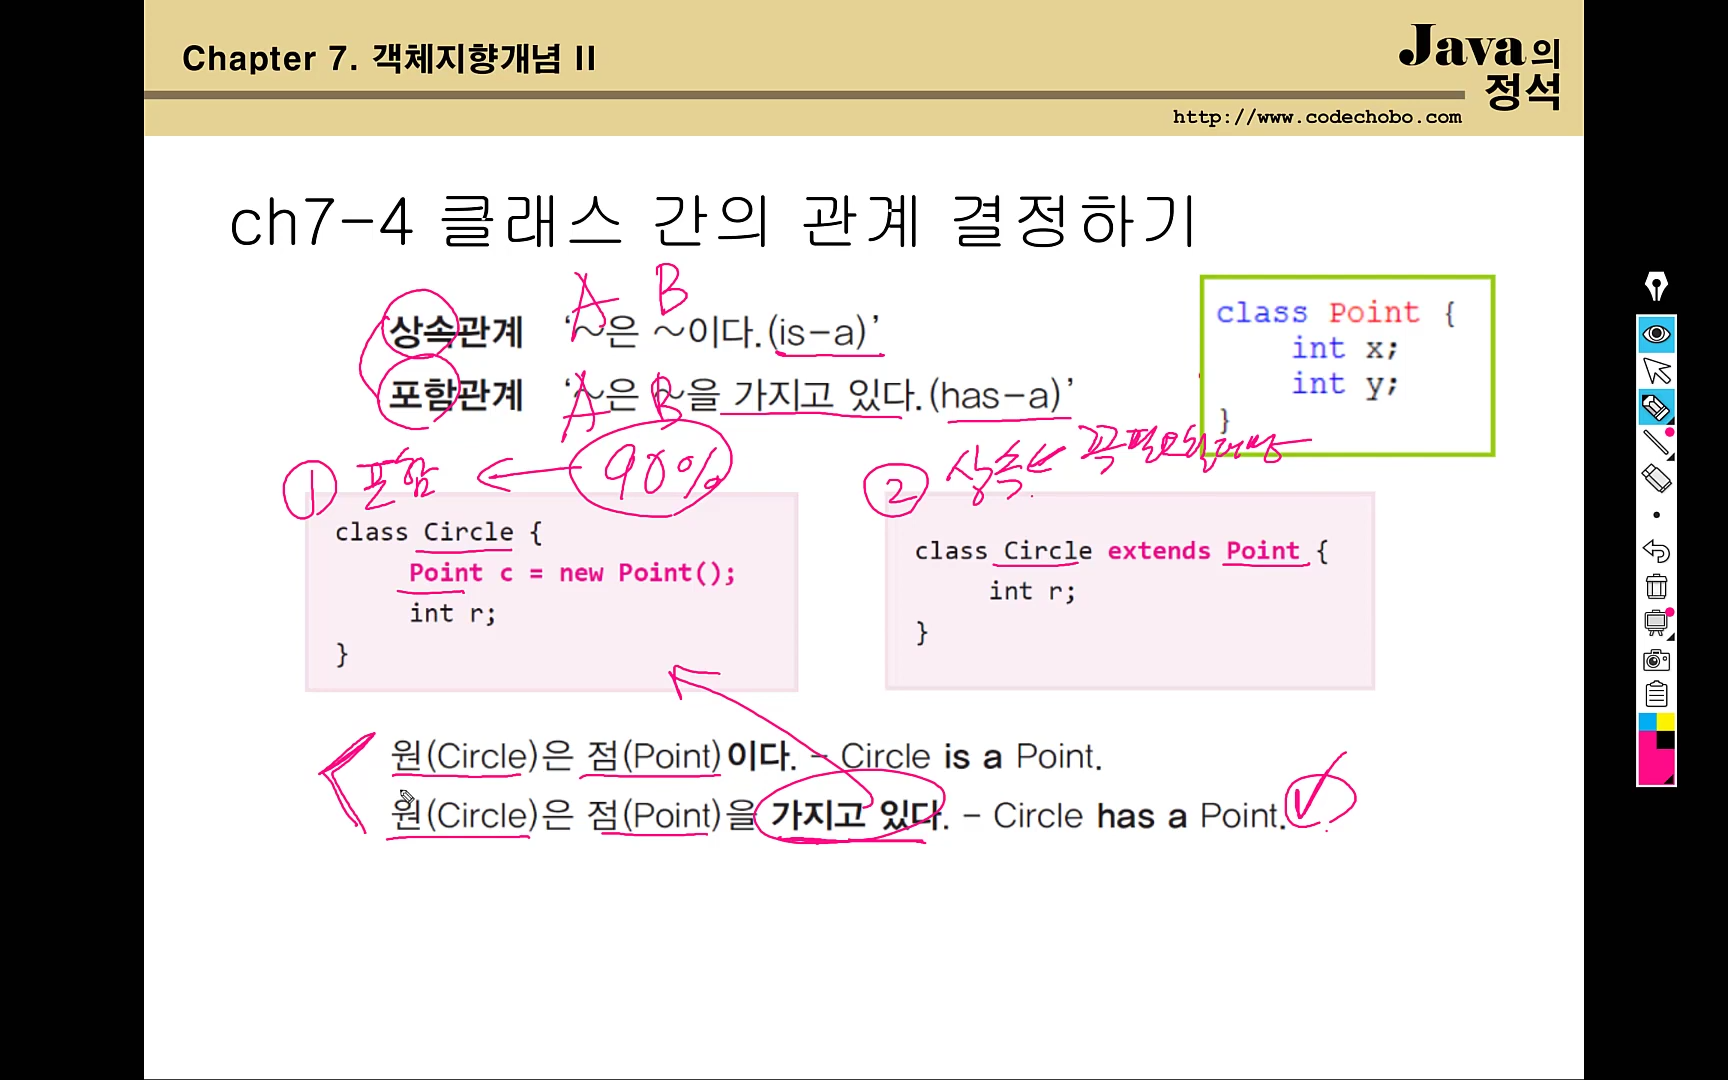 Chapter 7. 객체지향개념 II
Java의
정석
http://www.codechobo.com
ch7-4 클래스 간의 관계 결정하기
A B
상속관계 ‘~은 ~이다.(is-a)’
포함관계 ‘~은 ~을 가지고 있다.(has-a)’
A B
class Point {
int x;
int y;
}
① 포함 90%
② 상속은 꼭 필요할 때만
class Circle {
Point c = new Point();
int r;
}
class Circle extends Point {
int r;
}
원(Circle)은 점(Point)이다. - Circle is a Point.
원(Circle)은 점(Point)을 가지고 있다. - Circle has a Point.